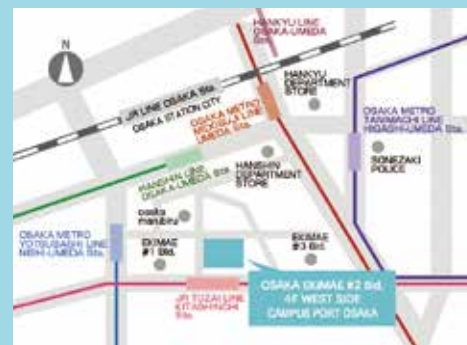 N
HANKYU LINE
OSAKA-UMEDA
Sta.
JR LINE OSAKA Sta.
OSAKA STATION CITY
HANKYU
DEPARTMENT
STORE
OSAKA METRO
MIDOSUJI LINE
UMEDA Sta.
OSAKA METRO
TANIMACHI LINE
HIGASHI-UMEDA
Sta.
HANSHIN LINE
OSAKA-UMEDA Sta.
HANSHIN
DEPARTMENT
STORE
SONEZAKI
POLICE
osaka
marubiru
OSAKA METRO
YOTSUBASHI LINE
NISHI-UMEDA Sta.
EKIMAE
#1 Bld.
EKIMAE
#3 Bld.
JR TOZAI LINE
KITASHINCHI
Sta.
OSAKA EKIMAE #2 Bld.
4F WEST SIDE
CAMPUS PORT OSAKA